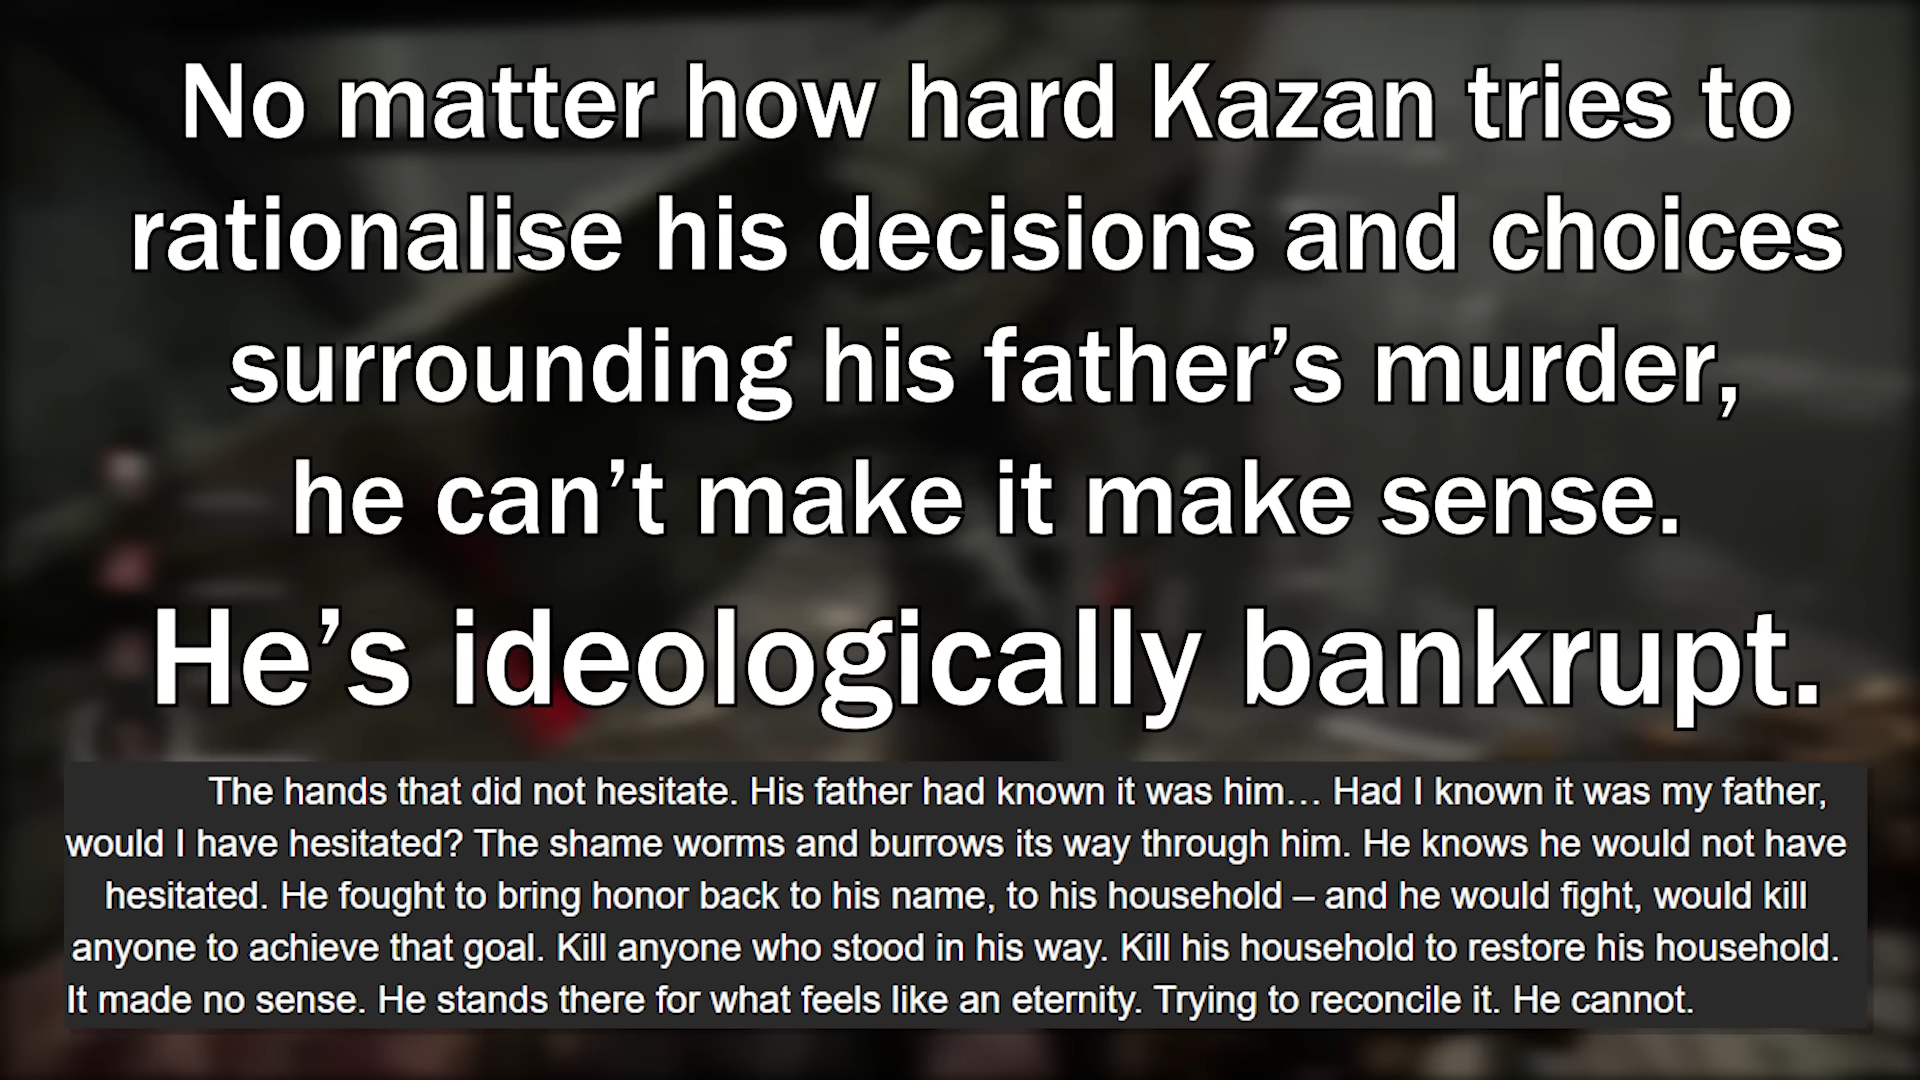 No matter how hard Kazan tries to
rationalise his decisions and choices
surrounding his father’s murder,
he can’t make it make sense.
He’s ideologically bankrupt.
The hands that did not hesitate. His father had known it was him… Had I known it was my father,
would I have hesitated? The shame worms and burrows its way through him. He knows he would not have
hesitated. He fought to bring honor back to his name, to his household – and he would fight, would kill
anyone to achieve that goal. Kill anyone who stood in his way. Kill his household to restore his household.
It made no sense. He stands there for what feels like an eternity. Trying to reconcile it. He cannot.